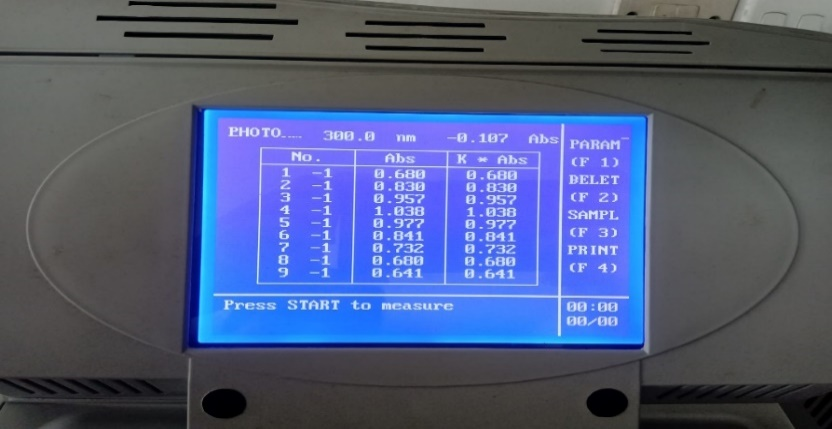 PHOTO.... 300.0 nm -0.107 Abs
No. Abs K * Abs
1 -1 0.680 0.680
2 -1 0.830 0.830
3 -1 0.957 0.957
4 -1 1.038 1.038
5 -1 0.977 0.977
6 -1 0.841 0.841
7 -1 0.732 0.732
8 -1 0.680 0.680
9 -1 0.641 0.641
Press START to measure
PARAM
(F 1)
DELET
(F 2)
SAMPL
(F 3)
PRINT
(F 4)
00:00
00/00